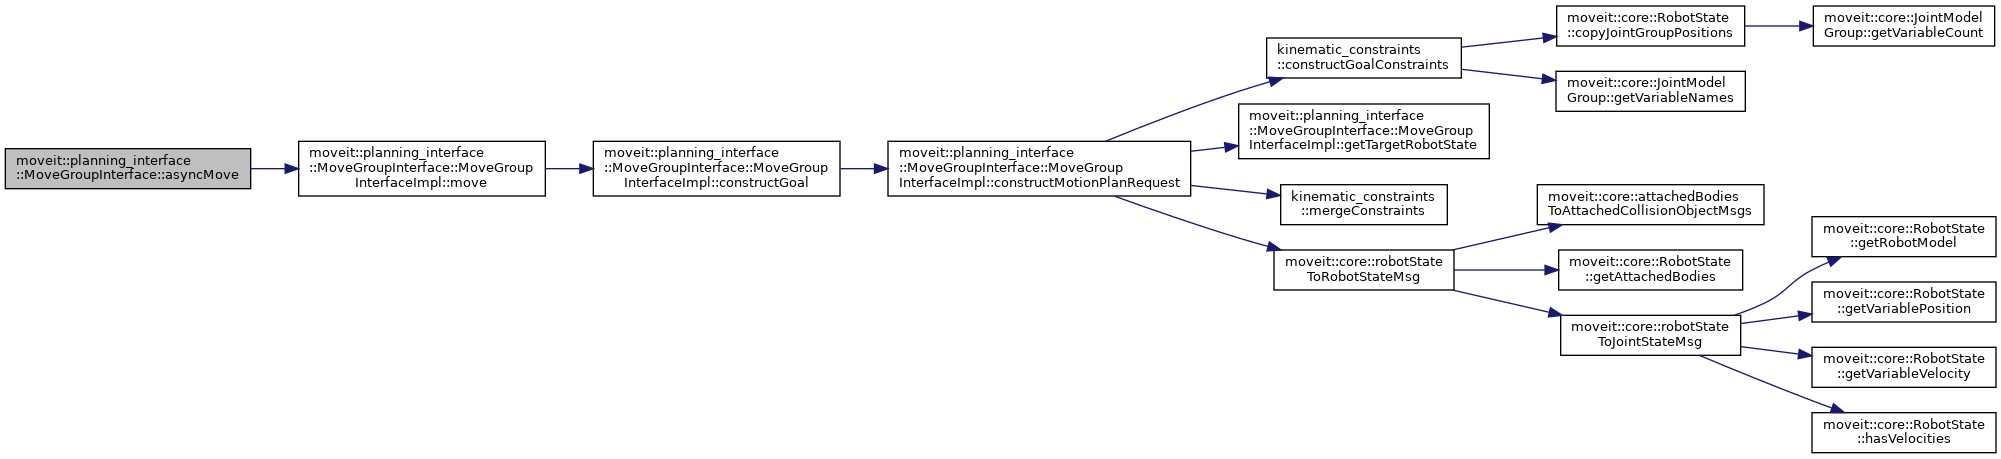 moveit::planning_interface
::MoveGroupInterface::asyncMove
moveit::planning_interface
::MoveGroupInterface::MoveGroup
InterfaceImpl::move
moveit::planning_interface
::MoveGroupInterface::MoveGroup
InterfaceImpl::constructGoal
moveit::planning_interface
::MoveGroupInterface::MoveGroup
InterfaceImpl::constructMotionPlanRequest
kinematic_constraints
::constructGoalConstraints
moveit::core::RobotState
::copyJointGroupPositions
moveit::core::JointModel
Group::getVariableCount
moveit::core::JointModel
Group::getVariableNames
moveit::planning_interface
::MoveGroupInterface::MoveGroup
InterfaceImpl::getTargetRobotState
kinematic_constraints
::mergeConstraints
moveit::core::robotState
ToRobotStateMsg
moveit::core::attachedBodies
ToAttachedCollisionObjectMsgs
moveit::core::RobotState
::getAttachedBodies
moveit::core::robotState
ToJointStateMsg
moveit::core::RobotState
::getRobotModel
moveit::core::RobotState
::getVariablePosition
moveit::core::RobotState
::getVariableVelocity
moveit::core::RobotState
::hasVelocities